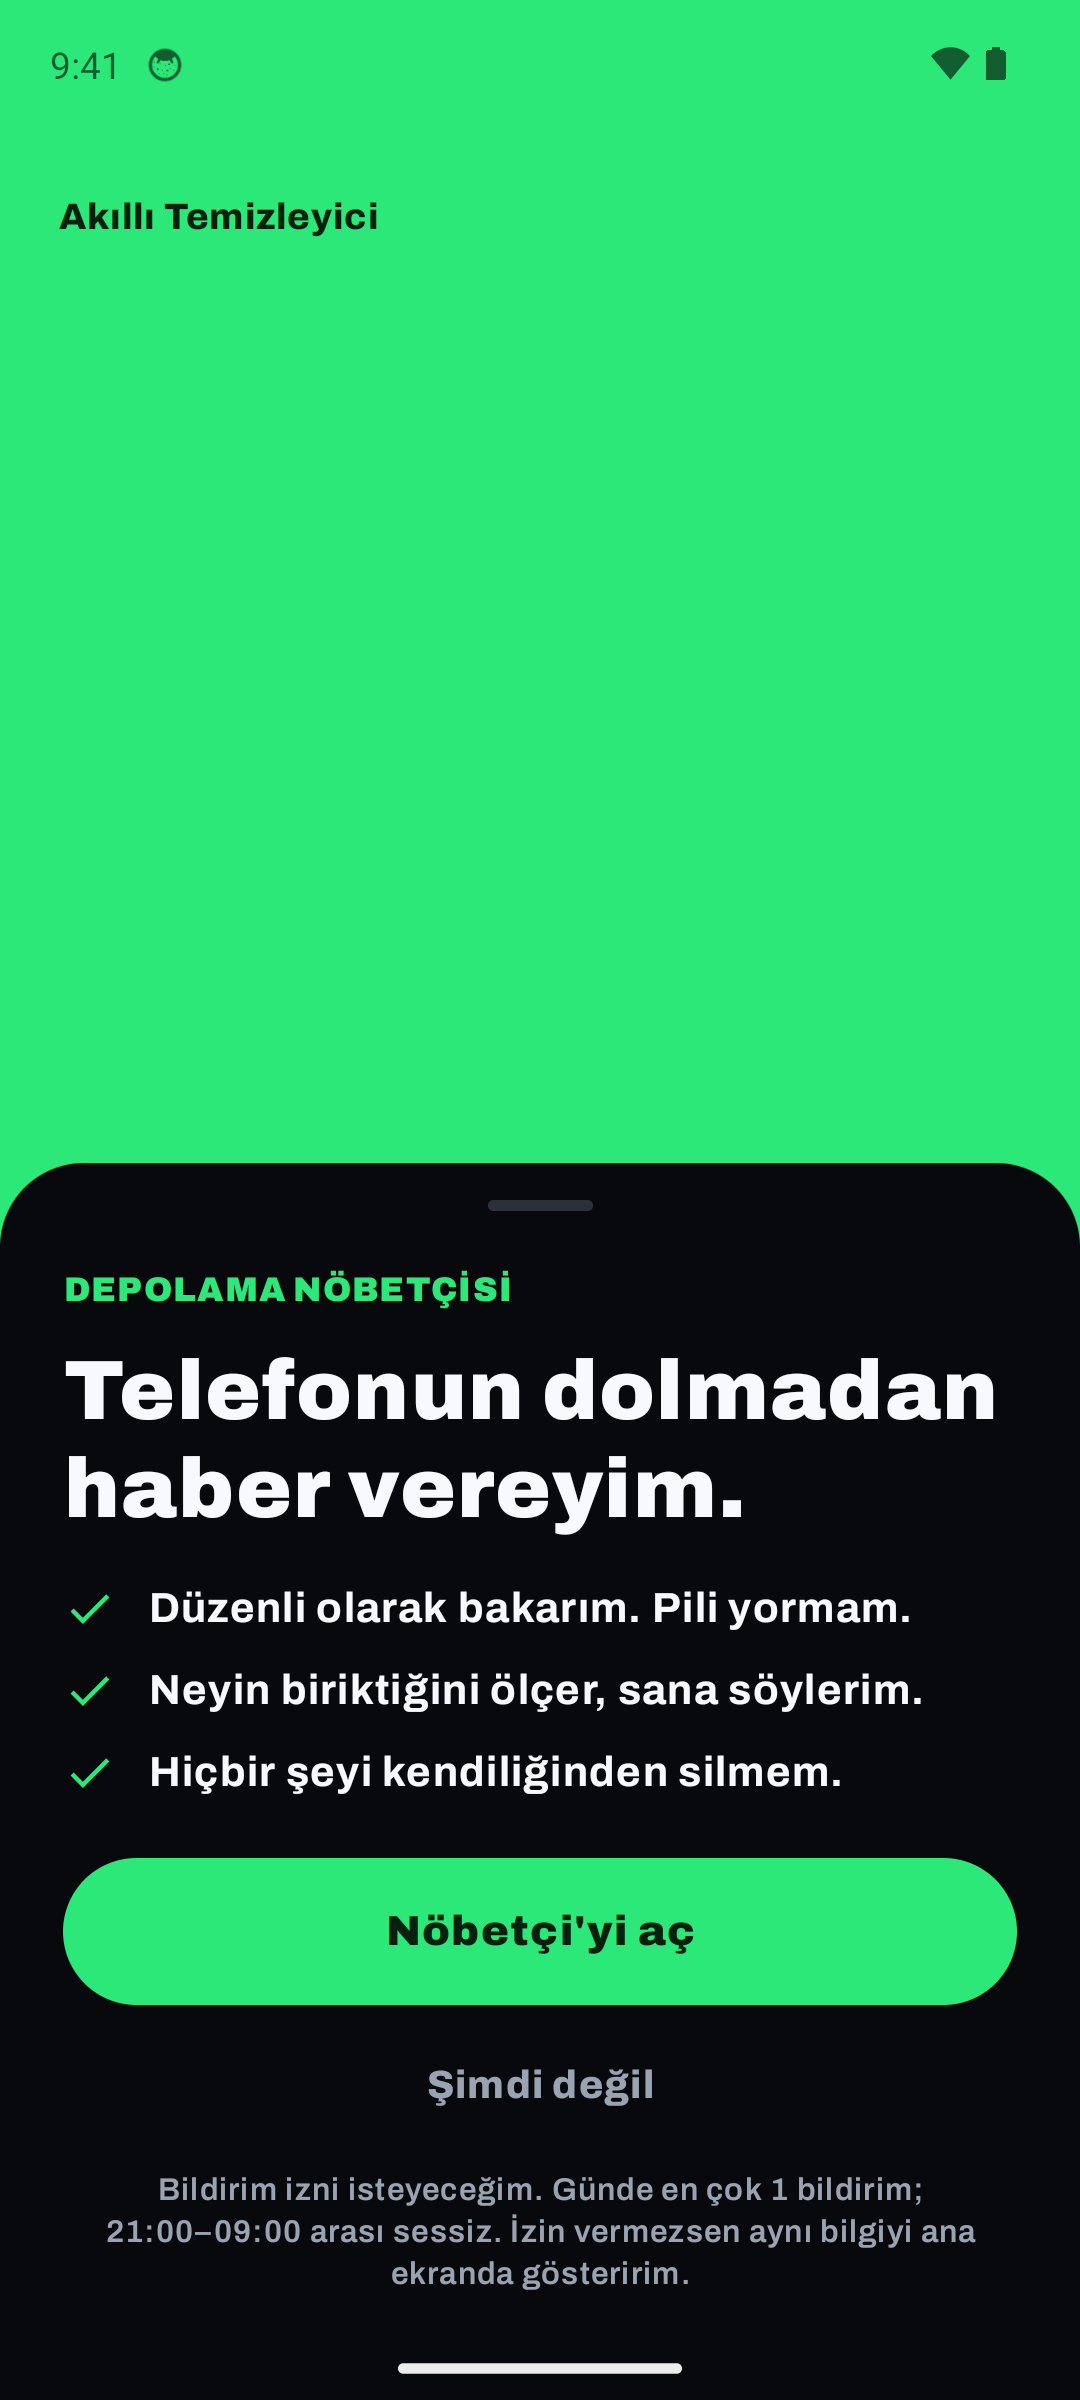 9:41
Akıllı Temizleyici
DEPOLAMA NÖBETÇİSİ
Telefonun dolmadan
haber vereyim.
Düzenli olarak bakarım. Pili yormam.
Neyin biriktiğini ölçer, sana söylerim.
Hiçbir şeyi kendiliğinden silmem.
Nöbetçi'yi aç
Şimdi değil
Bildirim izni isteyeceğim. Günde en çok 1 bildirim;
21:00–09:00 arası sessiz. İzin vermezsen aynı bilgiyi ana
ekranda gösteririm.